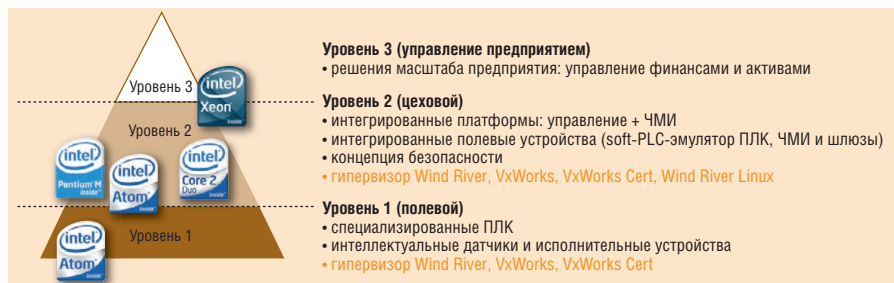 Уровень 3
Уровень 2
Уровень 1
intel
Xeon
inside
intel
Pentium M
inside
intel
Atom
inside
intel
Core 2
Duo
inside
intel
Atom
inside
Уровень 3 (управление предприятием)
• решения масштаба предприятия: управление финансами и активами
Уровень 2 (цеховой)
• интегрированные платформы: управление + ЧМИ
• интегрированные полевые устройства (soft-PLC-эмулятор ПЛК, ЧМИ и шлюзы)
• концепция безопасности
• гипервизор Wind River, VxWorks, VxWorks Cert, Wind River Linux
Уровень 1 (полевой)
• специализированные ПЛК
• интеллектуальные датчики и исполнительные устройства
• гипервизор Wind River, VxWorks, VxWorks Cert